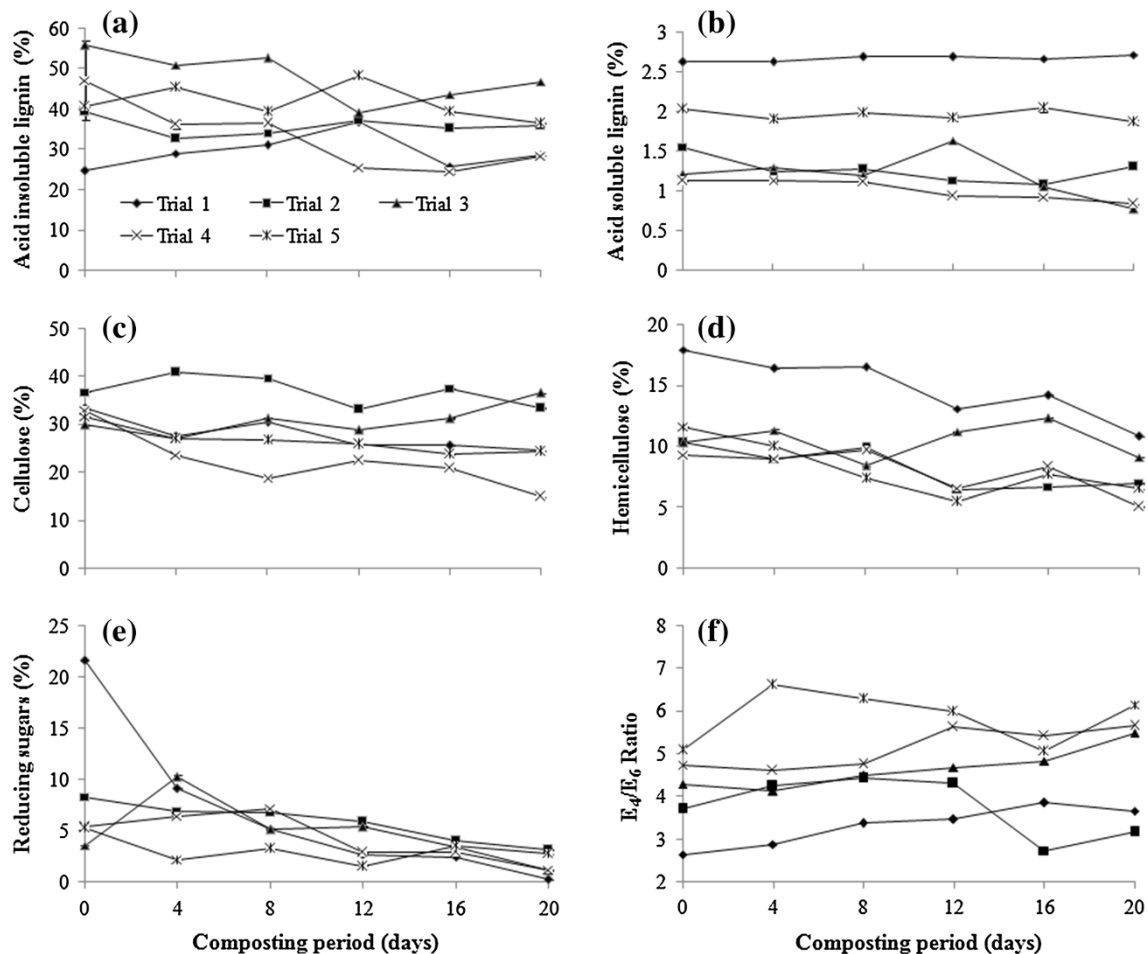 (a)
Acid insoluble lignin (%)
60
50
40
30
20
10
0
Trial 1
Trial 2
Trial 3
Trial 4
Trial 5
(b)
Acid soluble lignin (%)
3
2.5
2
1.5
1
0.5
0
(c)
Cellulose (%)
50
40
30
20
10
0
(d)
Hemicellulose (%)
20
15
10
5
0
(e)
Reducing sugars (%)
25
20
15
10
5
0
0 4 8 12 16 20
Composting period (days)
(f)
E4/E6 Ratio
8
7
6
5
4
3
2
0 4 8 12 16 20
Composting period (days)